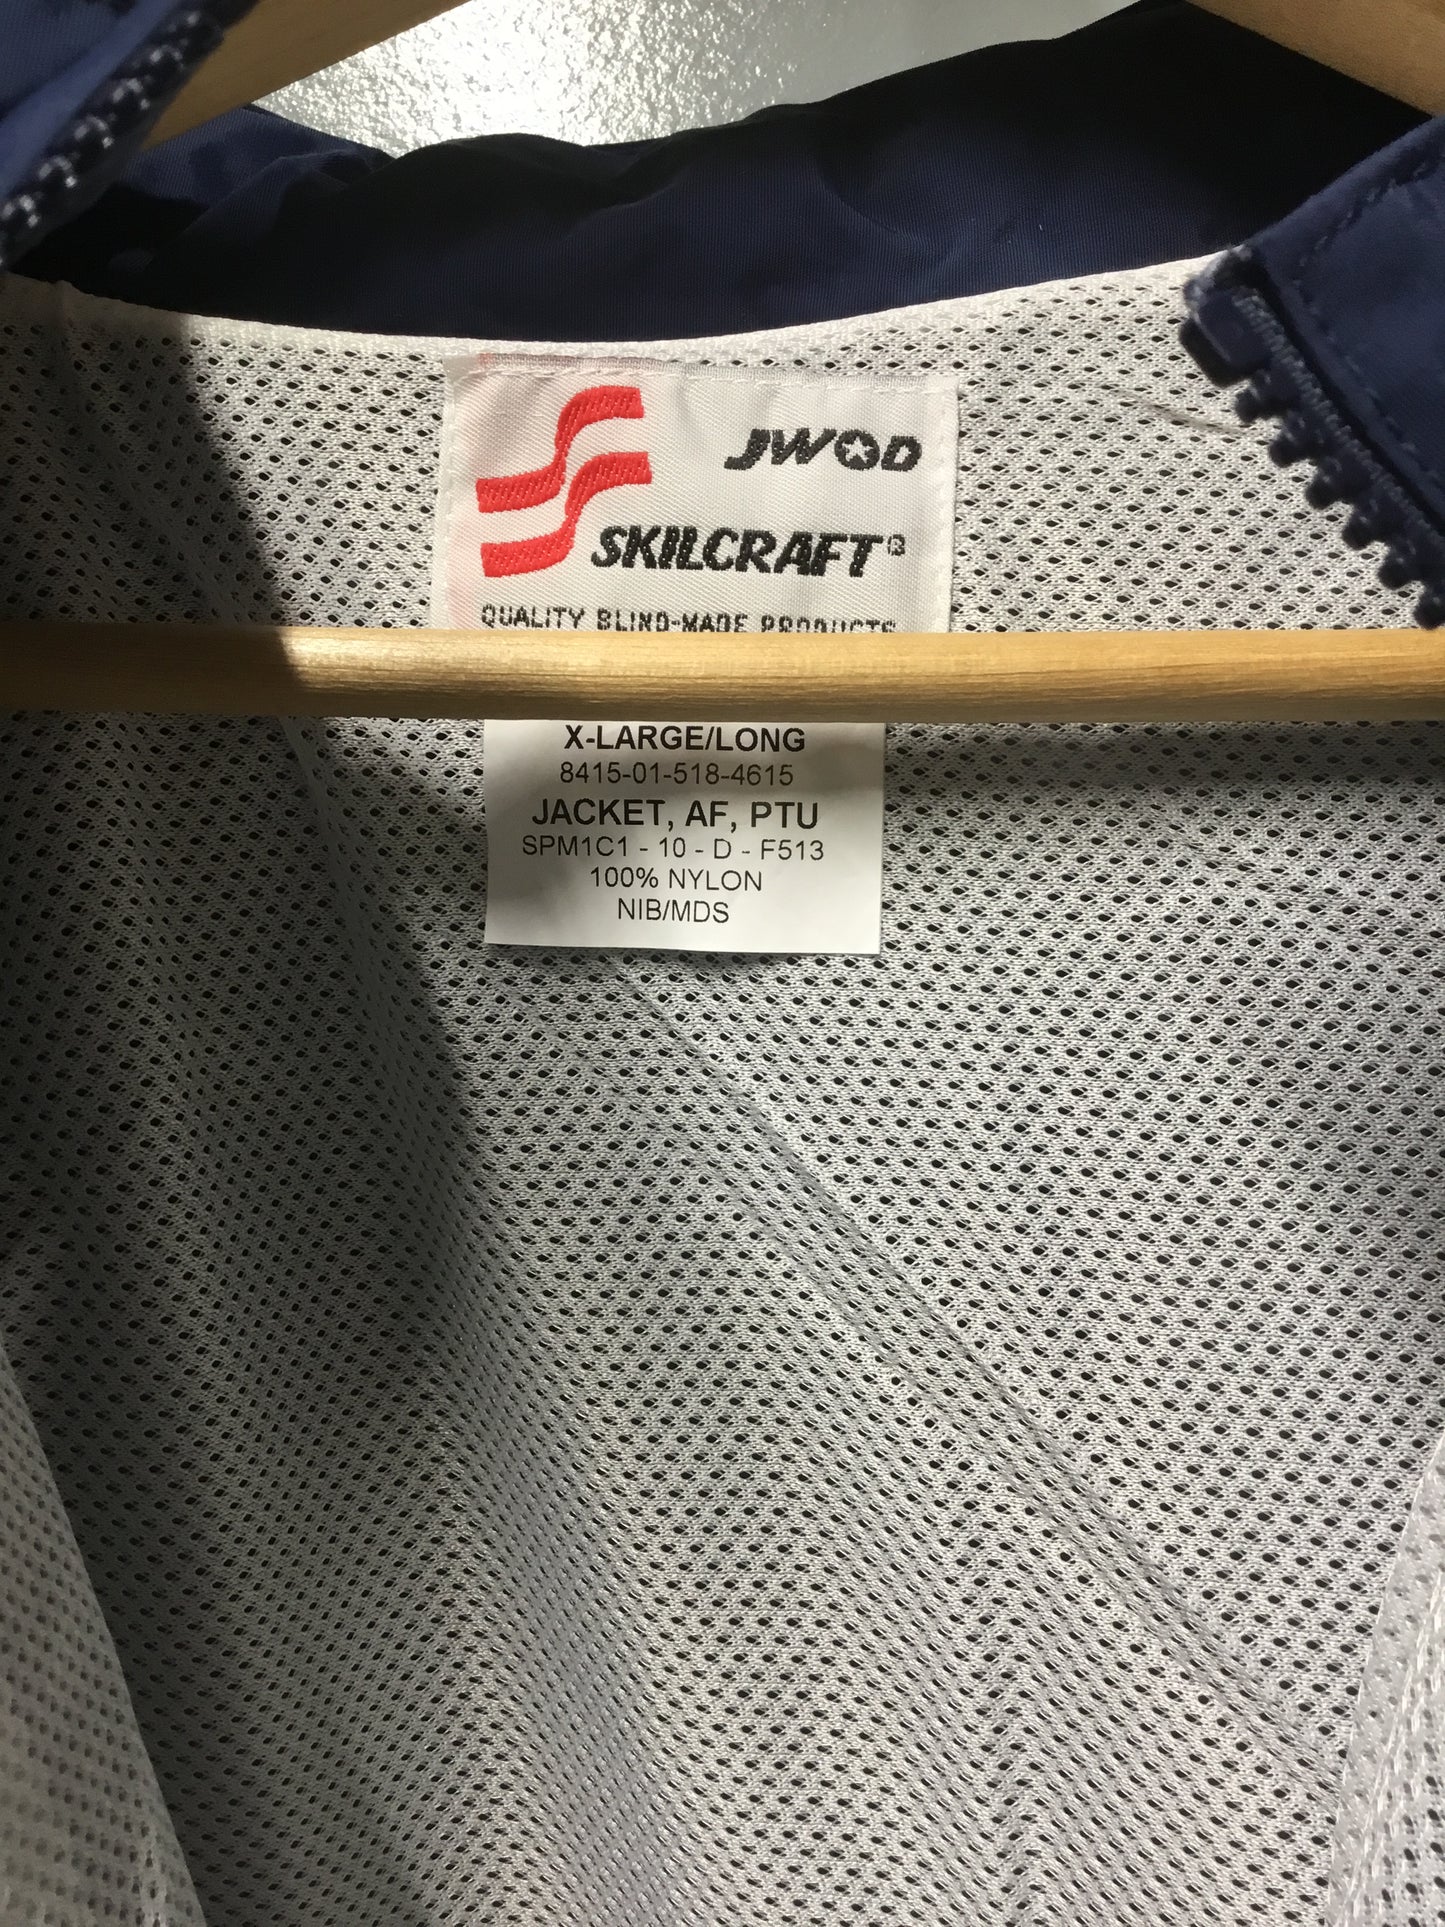 JWOD
SKILCRAFT®
QUALITY BLIND-MADE PRODUCTS
X-LARGE/LONG
8415-01-518-4615
JACKET, AF, PTU
SPM1C1 - 10 - D - F513
100% NYLON
NIB/MDS